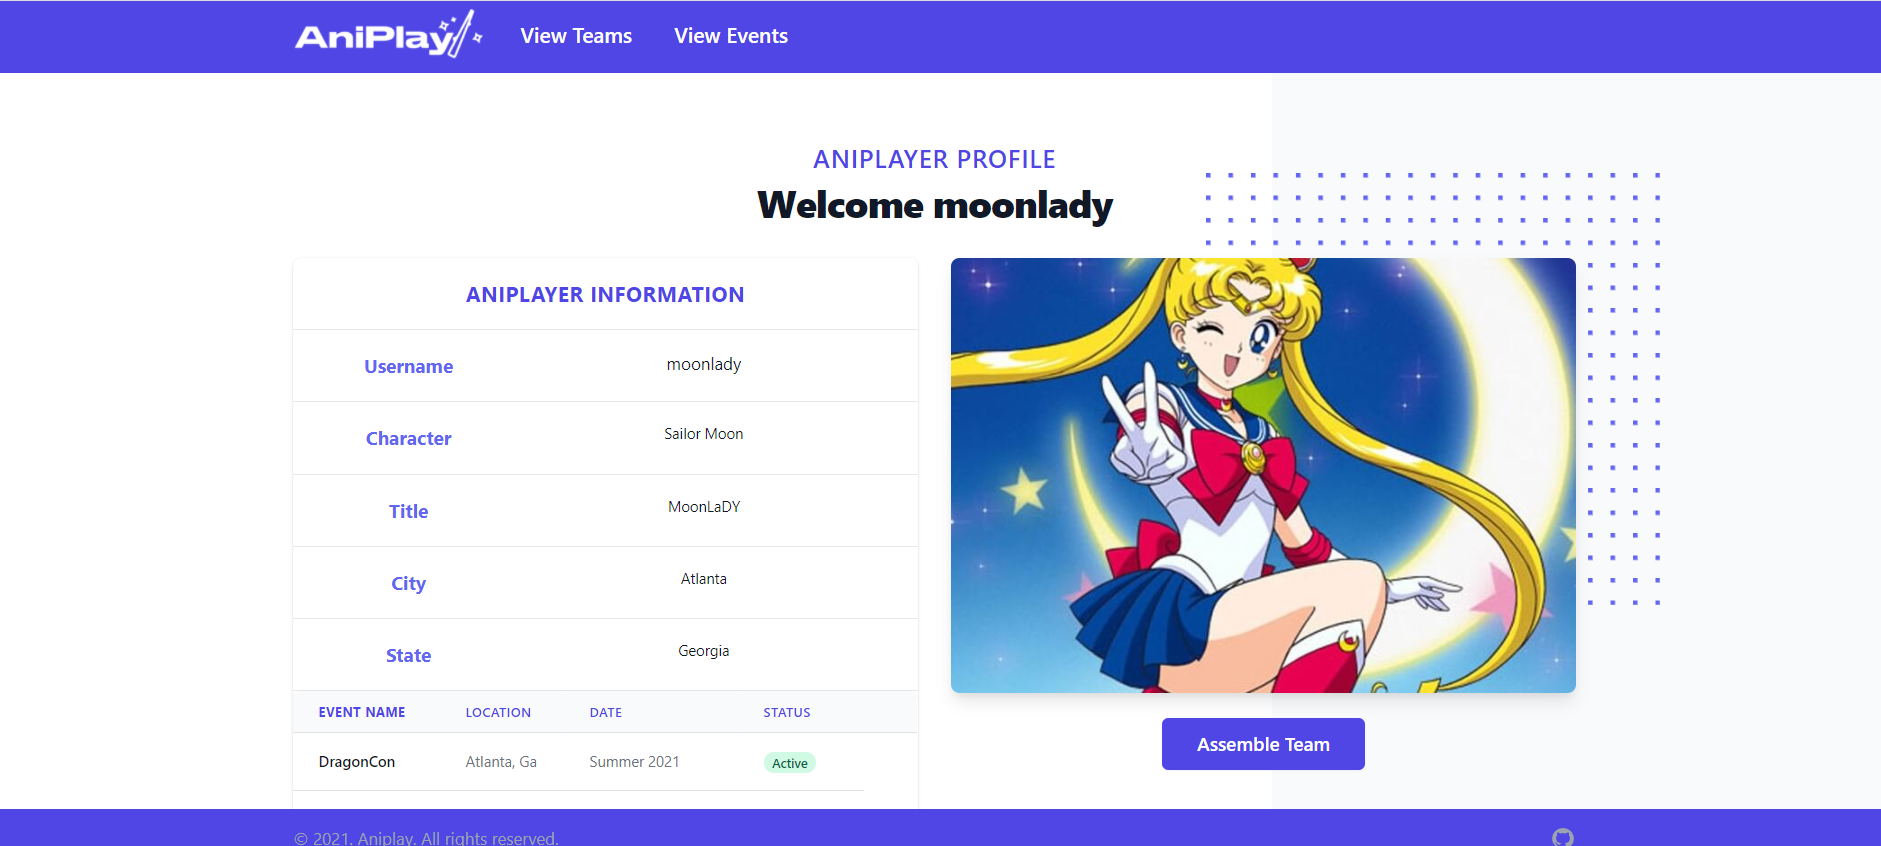 AniPlay View Teams View Events
ANIPLAYER PROFILE
Welcome moonlady
ANIPLAYER INFORMATION
Username moonlady
Character Sailor Moon
Title MoonLaDY
City Atlanta
State Georgia
EVENT NAME LOCATION DATE STATUS
DragonCon Atlanta, Ga Summer 2021 Active
Assemble Team
© 2021. Aniplay. All rights reserved.